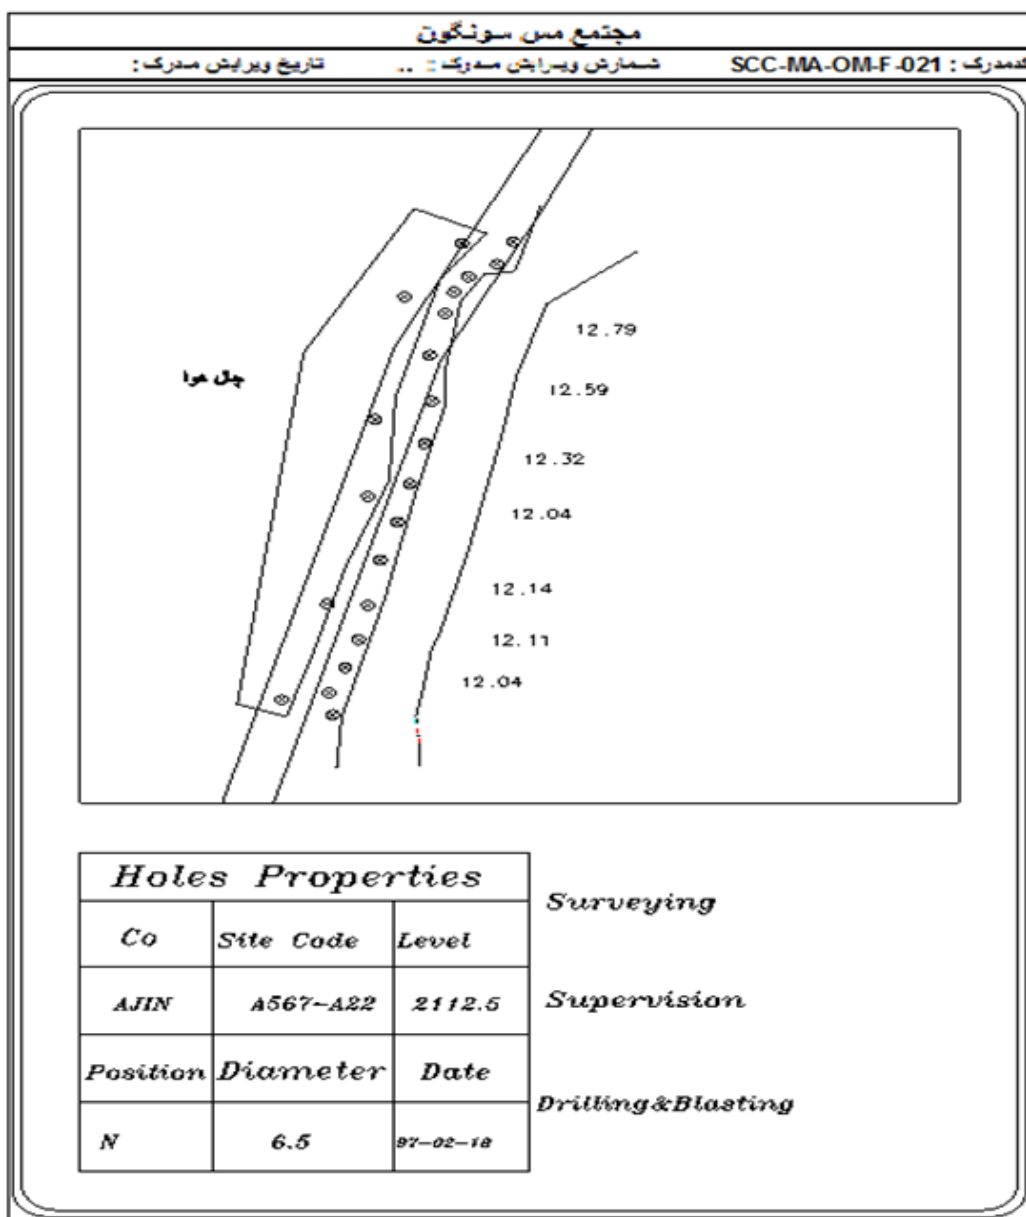 مجتمع مس سونگون
کدمدرک : SCC-MA-OM-F-021 شمارش ویرایش مدرک : .. تاریخ ویرایش مدرک :
12.79
چال هوا
12.59
12.32
12.04
12.14
12.11
12.04
Holes Properties
Surveying
Co Site Code Level
AJIN A567-A22 2112.5
Supervision
Position Diameter Date
Drilling&Blasting
N 6.5 97-02-18